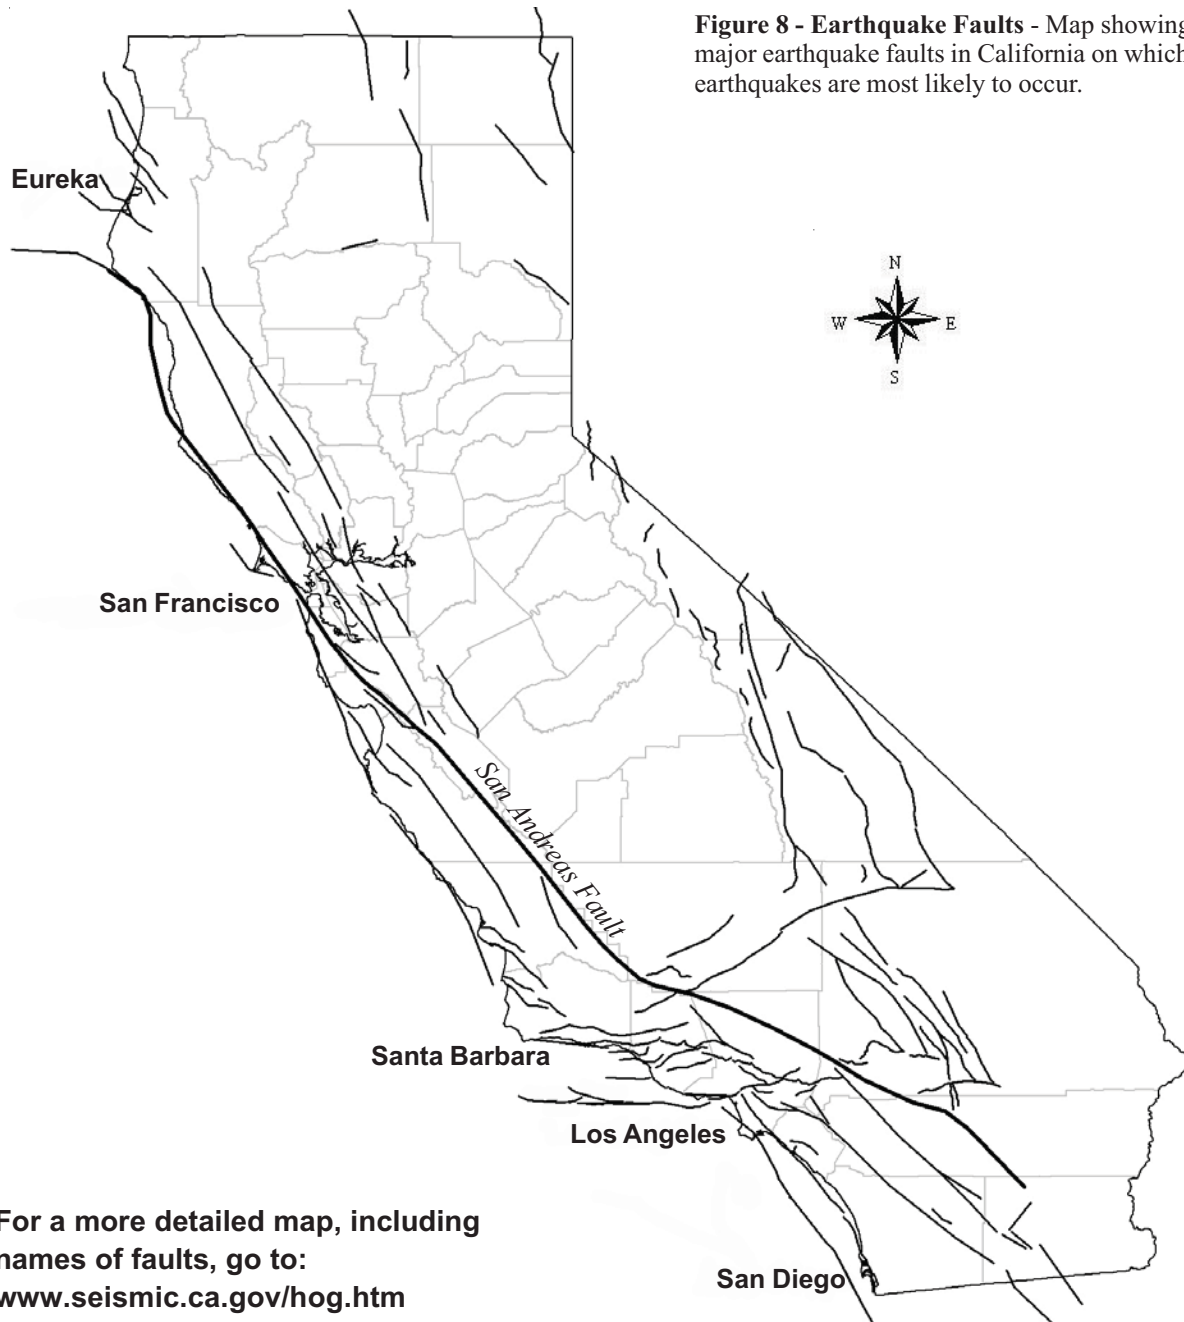 Figure 8 - Earthquake Faults - Map showing
major earthquake faults in California on which
earthquakes are most likely to occur.
Eureka
N
W
E
S
San Francisco
San Andreas Fault
Santa Barbara
Los Angeles
For a more detailed map, including
names of faults, go to:
www.seismic.ca.gov/hog.htm
San Diego